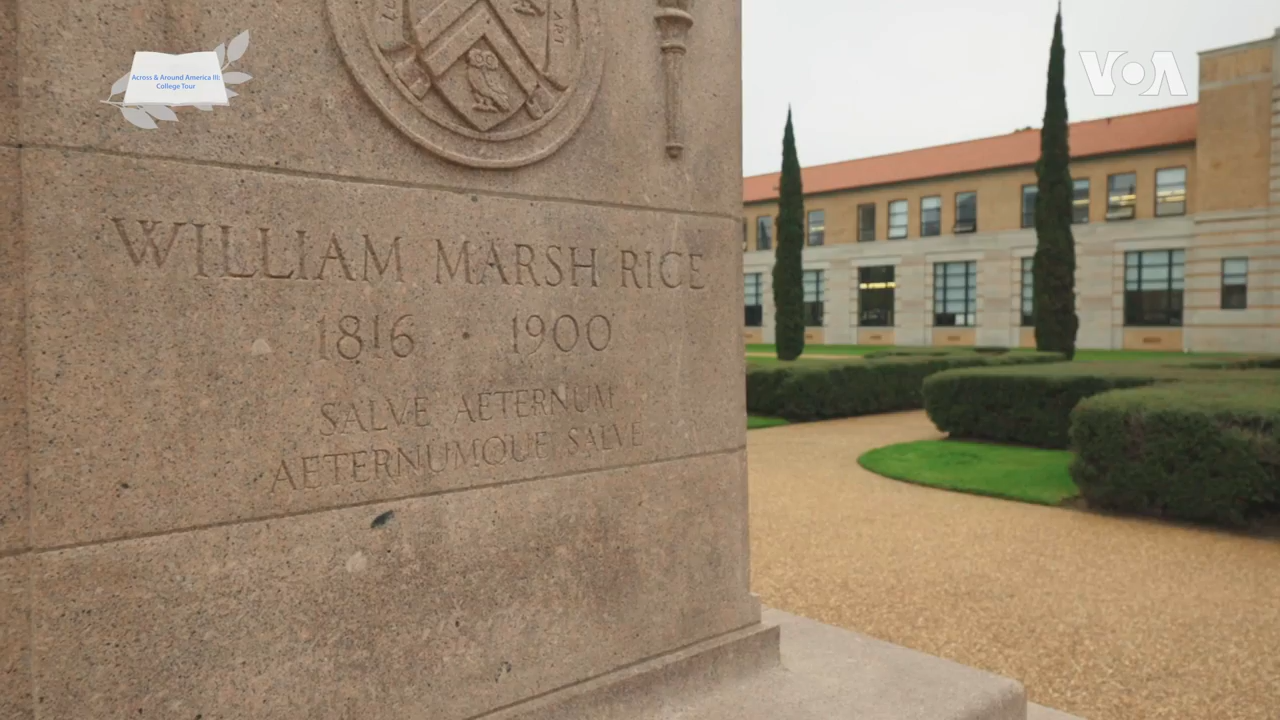 Across & Around America III:
College Tour
VOA
WILLIAM MARSH RICE
1816 · 1900
SALVE AETERNUM
AETERNUMQUE SALVE